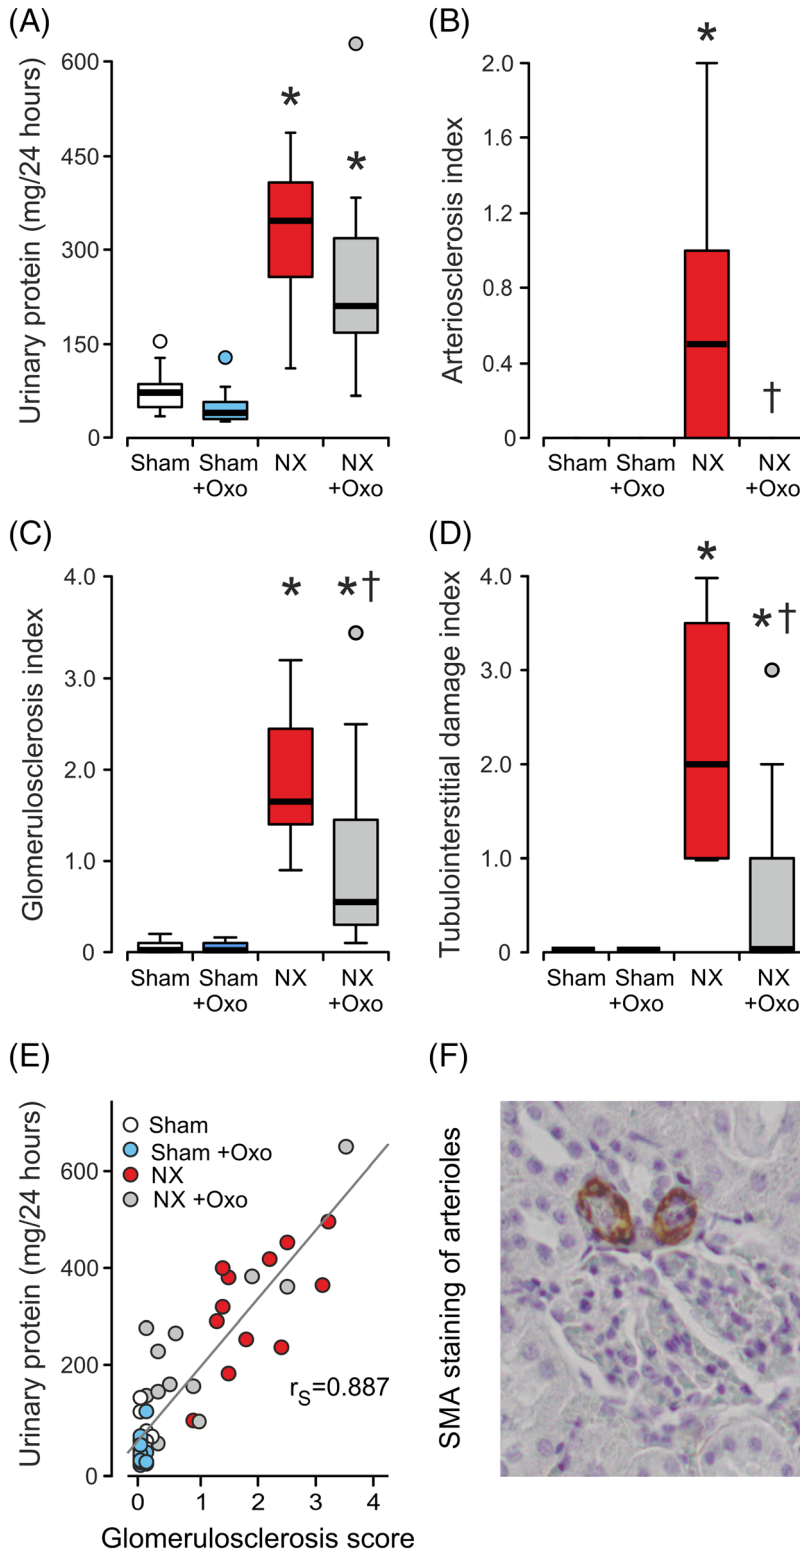 (A)
Urinary protein (mg/24 hours)
600
450
300
150
0
*
*
Sham
Sham
+Oxo
NX
NX
+Oxo
(B)
Arteriosclerosis index
2.0
1.6
1.2
0.8
0.4
0
*
†
Sham
Sham
+Oxo
NX
NX
+Oxo
(C)
Glomerulosclerosis index
4.0
3.0
2.0
1.0
0
*
*†
Sham
Sham
+Oxo
NX
NX
+Oxo
(D)
Tubulointerstitial damage index
4.0
3.0
2.0
1.0
0
*
*†
Sham
Sham
+Oxo
NX
NX
+Oxo
(E)
Urinary protein (mg/24 hours)
600
400
200
0
Sham
Sham +Oxo
NX
NX +Oxo
rS=0.887
0 1 2 3 4
Glomerulosclerosis score
(F)
SMA staining of arterioles